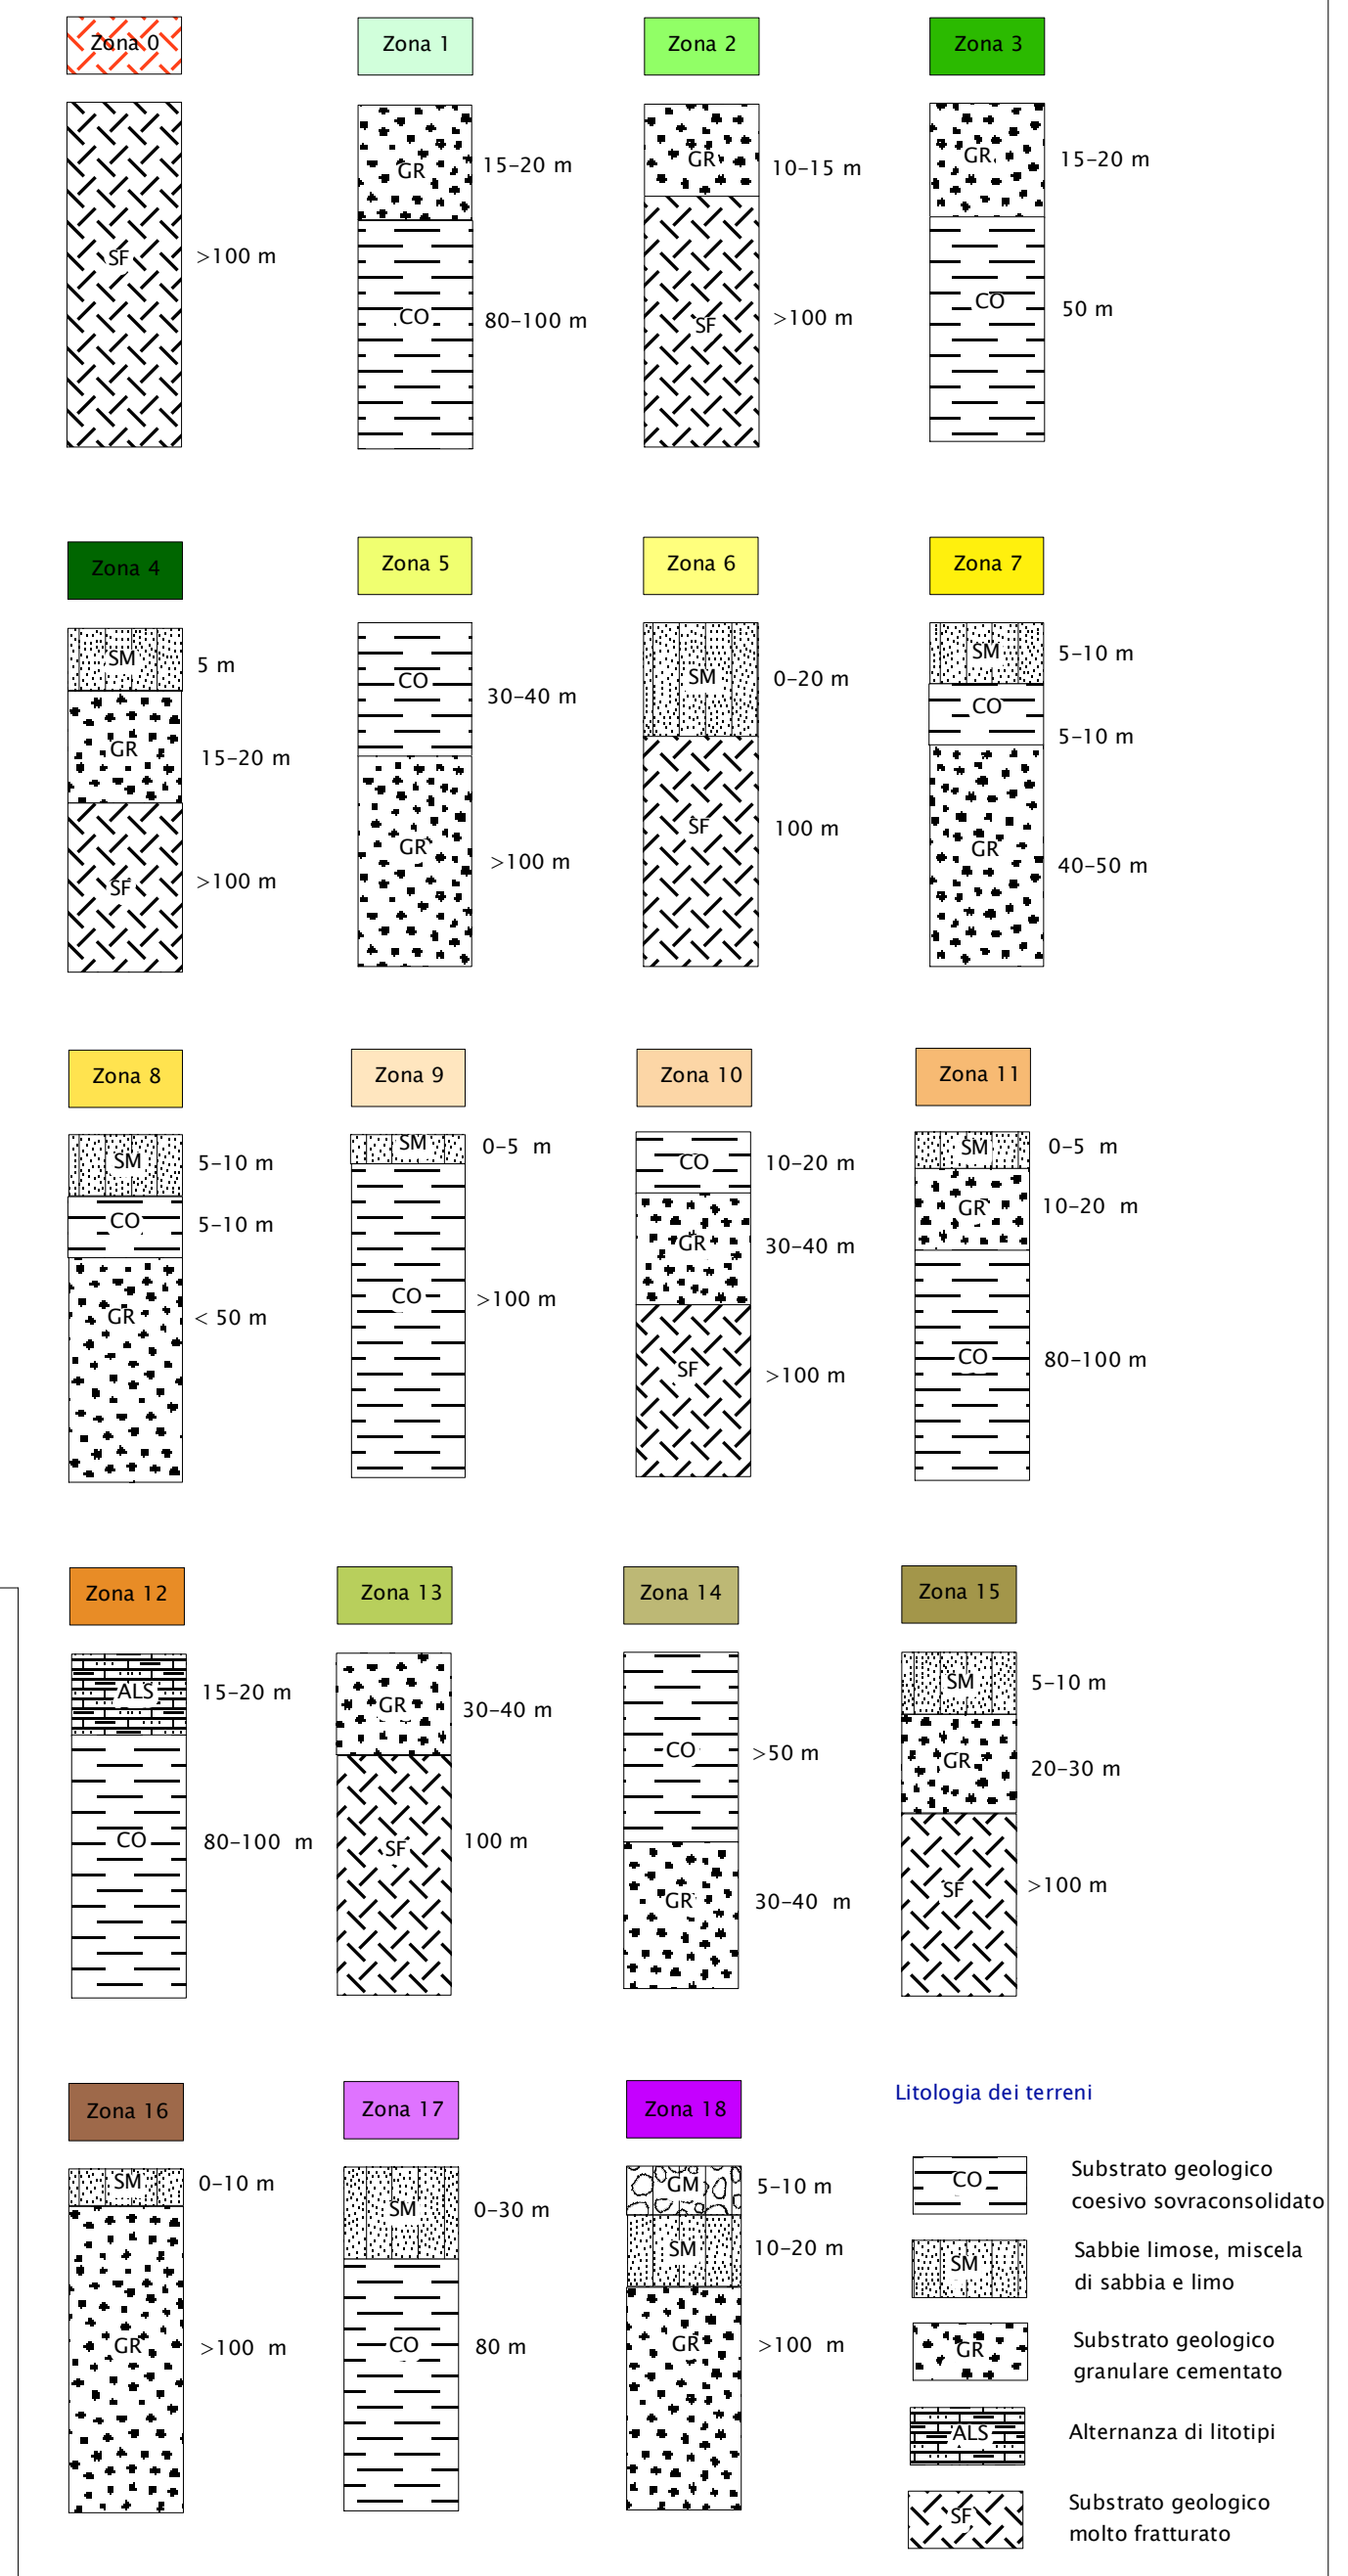 Zona 0
Zona 1
Zona 2
Zona 3
SF
>100 m
GR
15–20 m
CO
80–100 m
GR
10–15 m
SF
>100 m
GR
15–20 m
CO
50 m
Zona 4
Zona 5
Zona 6
Zona 7
SM
5 m
GR
15–20 m
SF
>100 m
CO
30–40 m
GR
>100 m
SM
0–20 m
SF
100 m
SM
5–10 m
CO
5–10 m
GR
40–50 m
Zona 8
Zona 9
Zona 10
Zona 11
SM
5–10 m
CO
5–10 m
GR
< 50 m
SM
0–5 m
CO
>100 m
CO
10–20 m
GR
30–40 m
SF
>100 m
SM
0–5 m
GR
10–20 m
CO
80–100 m
Zona 12
Zona 13
Zona 14
Zona 15
ALS
15–20 m
CO
80–100 m
GR
30–40 m
SF
100 m
CO
>50 m
GR
30–40 m
SM
5–10 m
GR
20–30 m
SF
>100 m
Zona 16
Zona 17
Zona 18
SM
0–10 m
GR
>100 m
SM
0–30 m
CO
80 m
GM
5–10 m
SM
10–20 m
GR
>100 m
Litologia dei terreni
CO
Substrato geologico
coesivo sovraconsolidato
SM
Sabbie limose, miscela
di sabbia e limo
GR
Substrato geologico
granulare cementato
ALS
Alternanza di litotipi
SF
Substrato geologico
molto fratturato